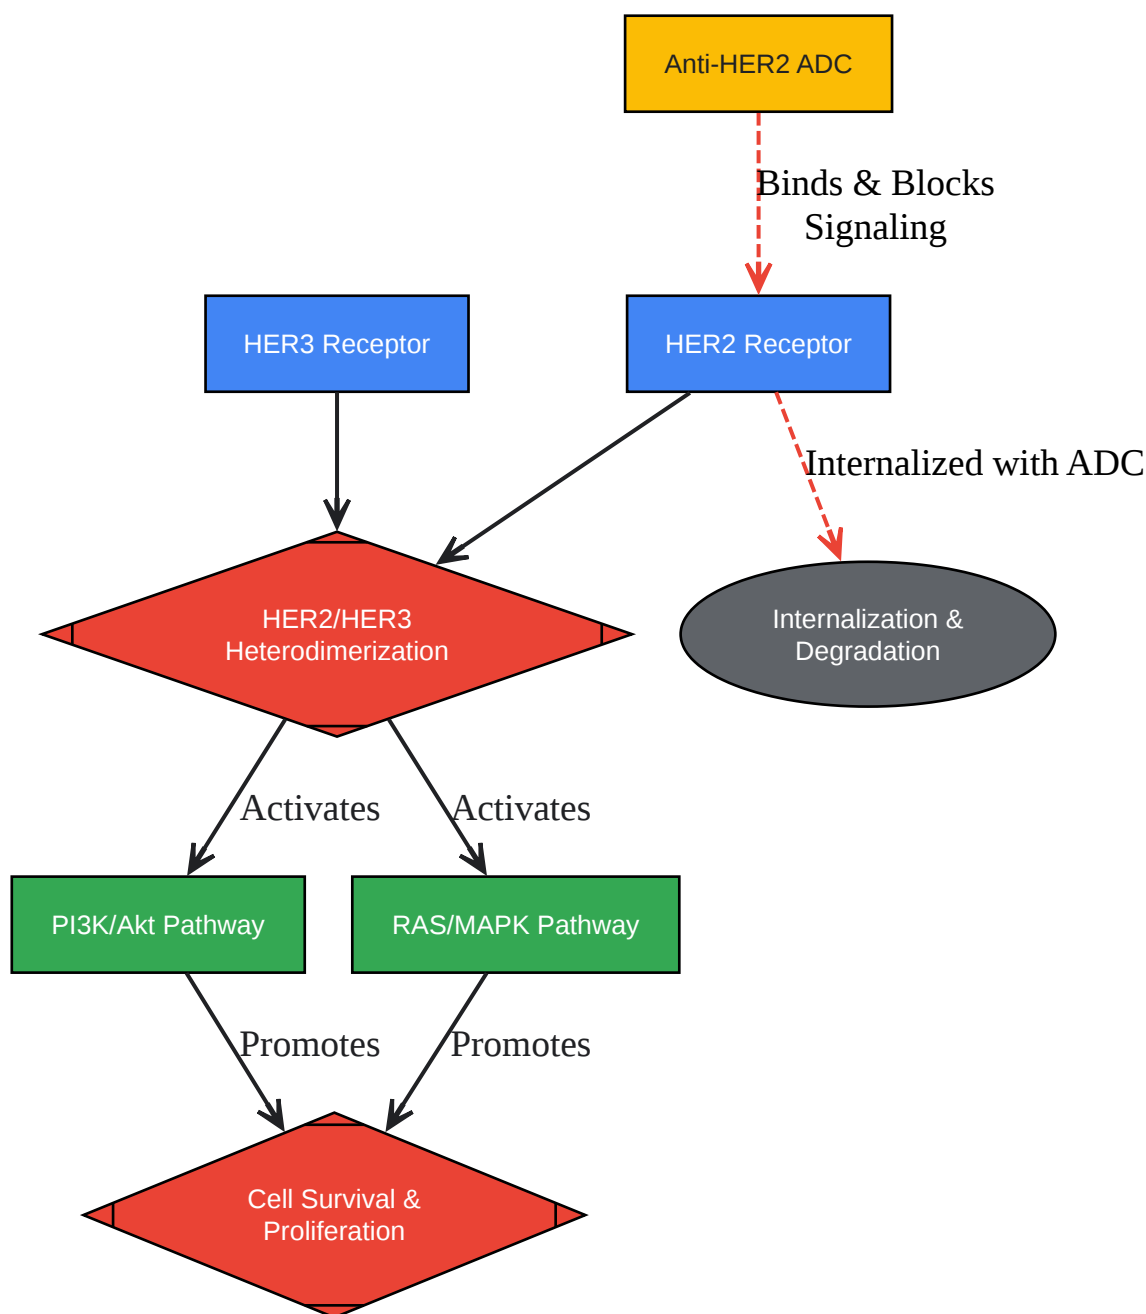 Anti-HER2 ADC
Binds & Blocks
Signaling
HER3 Receptor
HER2 Receptor
Internalized with ADC
HER2/HER3
Heterodimerization
Internalization &
Degradation
Activates
Activates
PI3K/Akt Pathway
RAS/MAPK Pathway
Promotes
Promotes
Cell Survival &
Proliferation